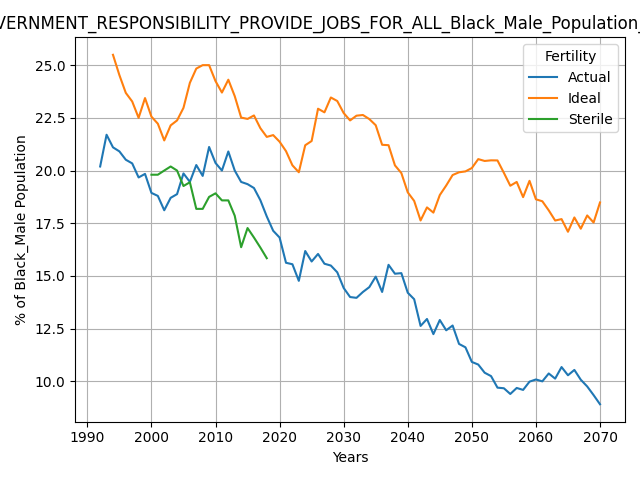 VERNMENT_RESPONSIBILITY_PROVIDE_JOBS_FOR_ALL_Black_Male_Population_
Fertility
Actual
Ideal
Sterile
% of Black_Male Population
25.0
22.5
20.0
17.5
15.0
12.5
10.0
1990 2000 2010 2020 2030 2040 2050 2060 2070
Years